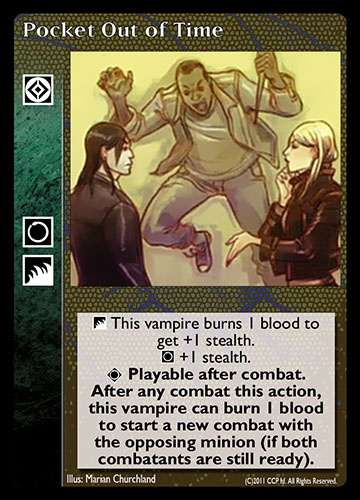 Pocket Out of Time
This vampire burns 1 blood to
get +1 stealth.
+1 stealth.
Playable after combat.
After any combat this action,
this vampire can burn 1 blood
to start a new combat with
the opposing minion (if both
combatants are still ready).
Illus: Marian Churchland
(C)2011 CCP hf. All Rights Reserved.